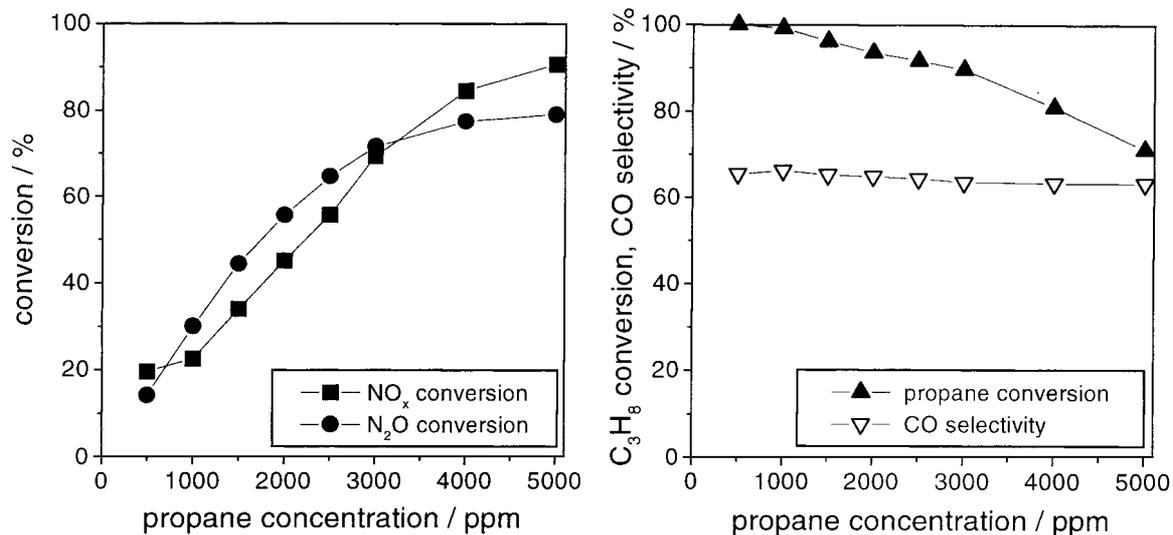 conversion / %
100
80
60
40
20
0
0 1000 2000 3000 4000 5000
propane concentration / ppm
NOₓ conversion
N₂O conversion
C₃H₈ conversion, CO selectivity / %
100
80
60
40
20
0
0 1000 2000 3000 4000 5000
propane concentration / ppm
propane conversion
CO selectivity